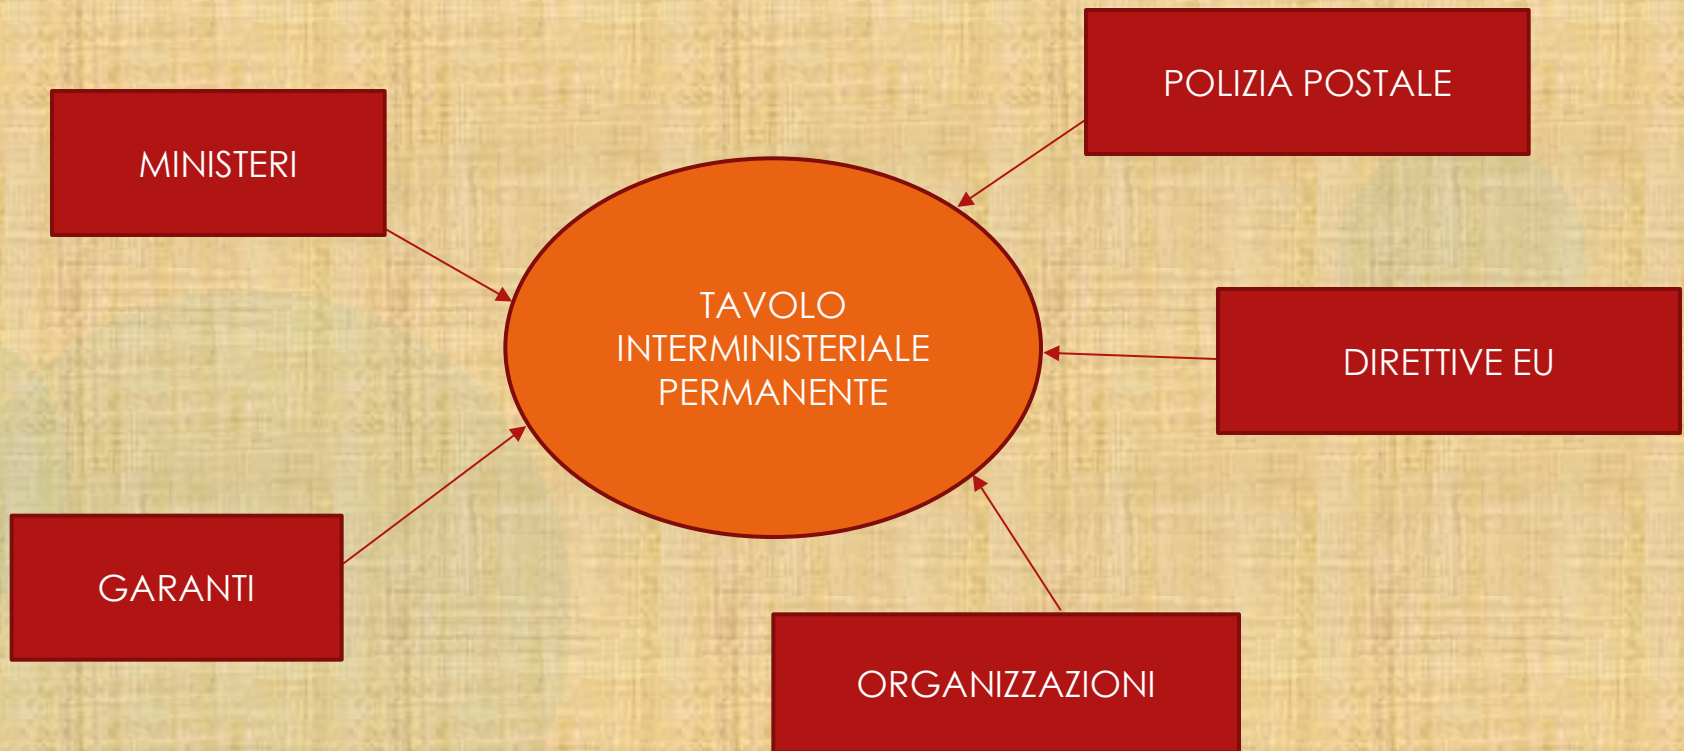 POLIZIA POSTALE
MINISTERI
TAVOLO
INTERMINISTERIALE
PERMANENTE
DIRETTIVE EU
GARANTI
ORGANIZZAZIONI